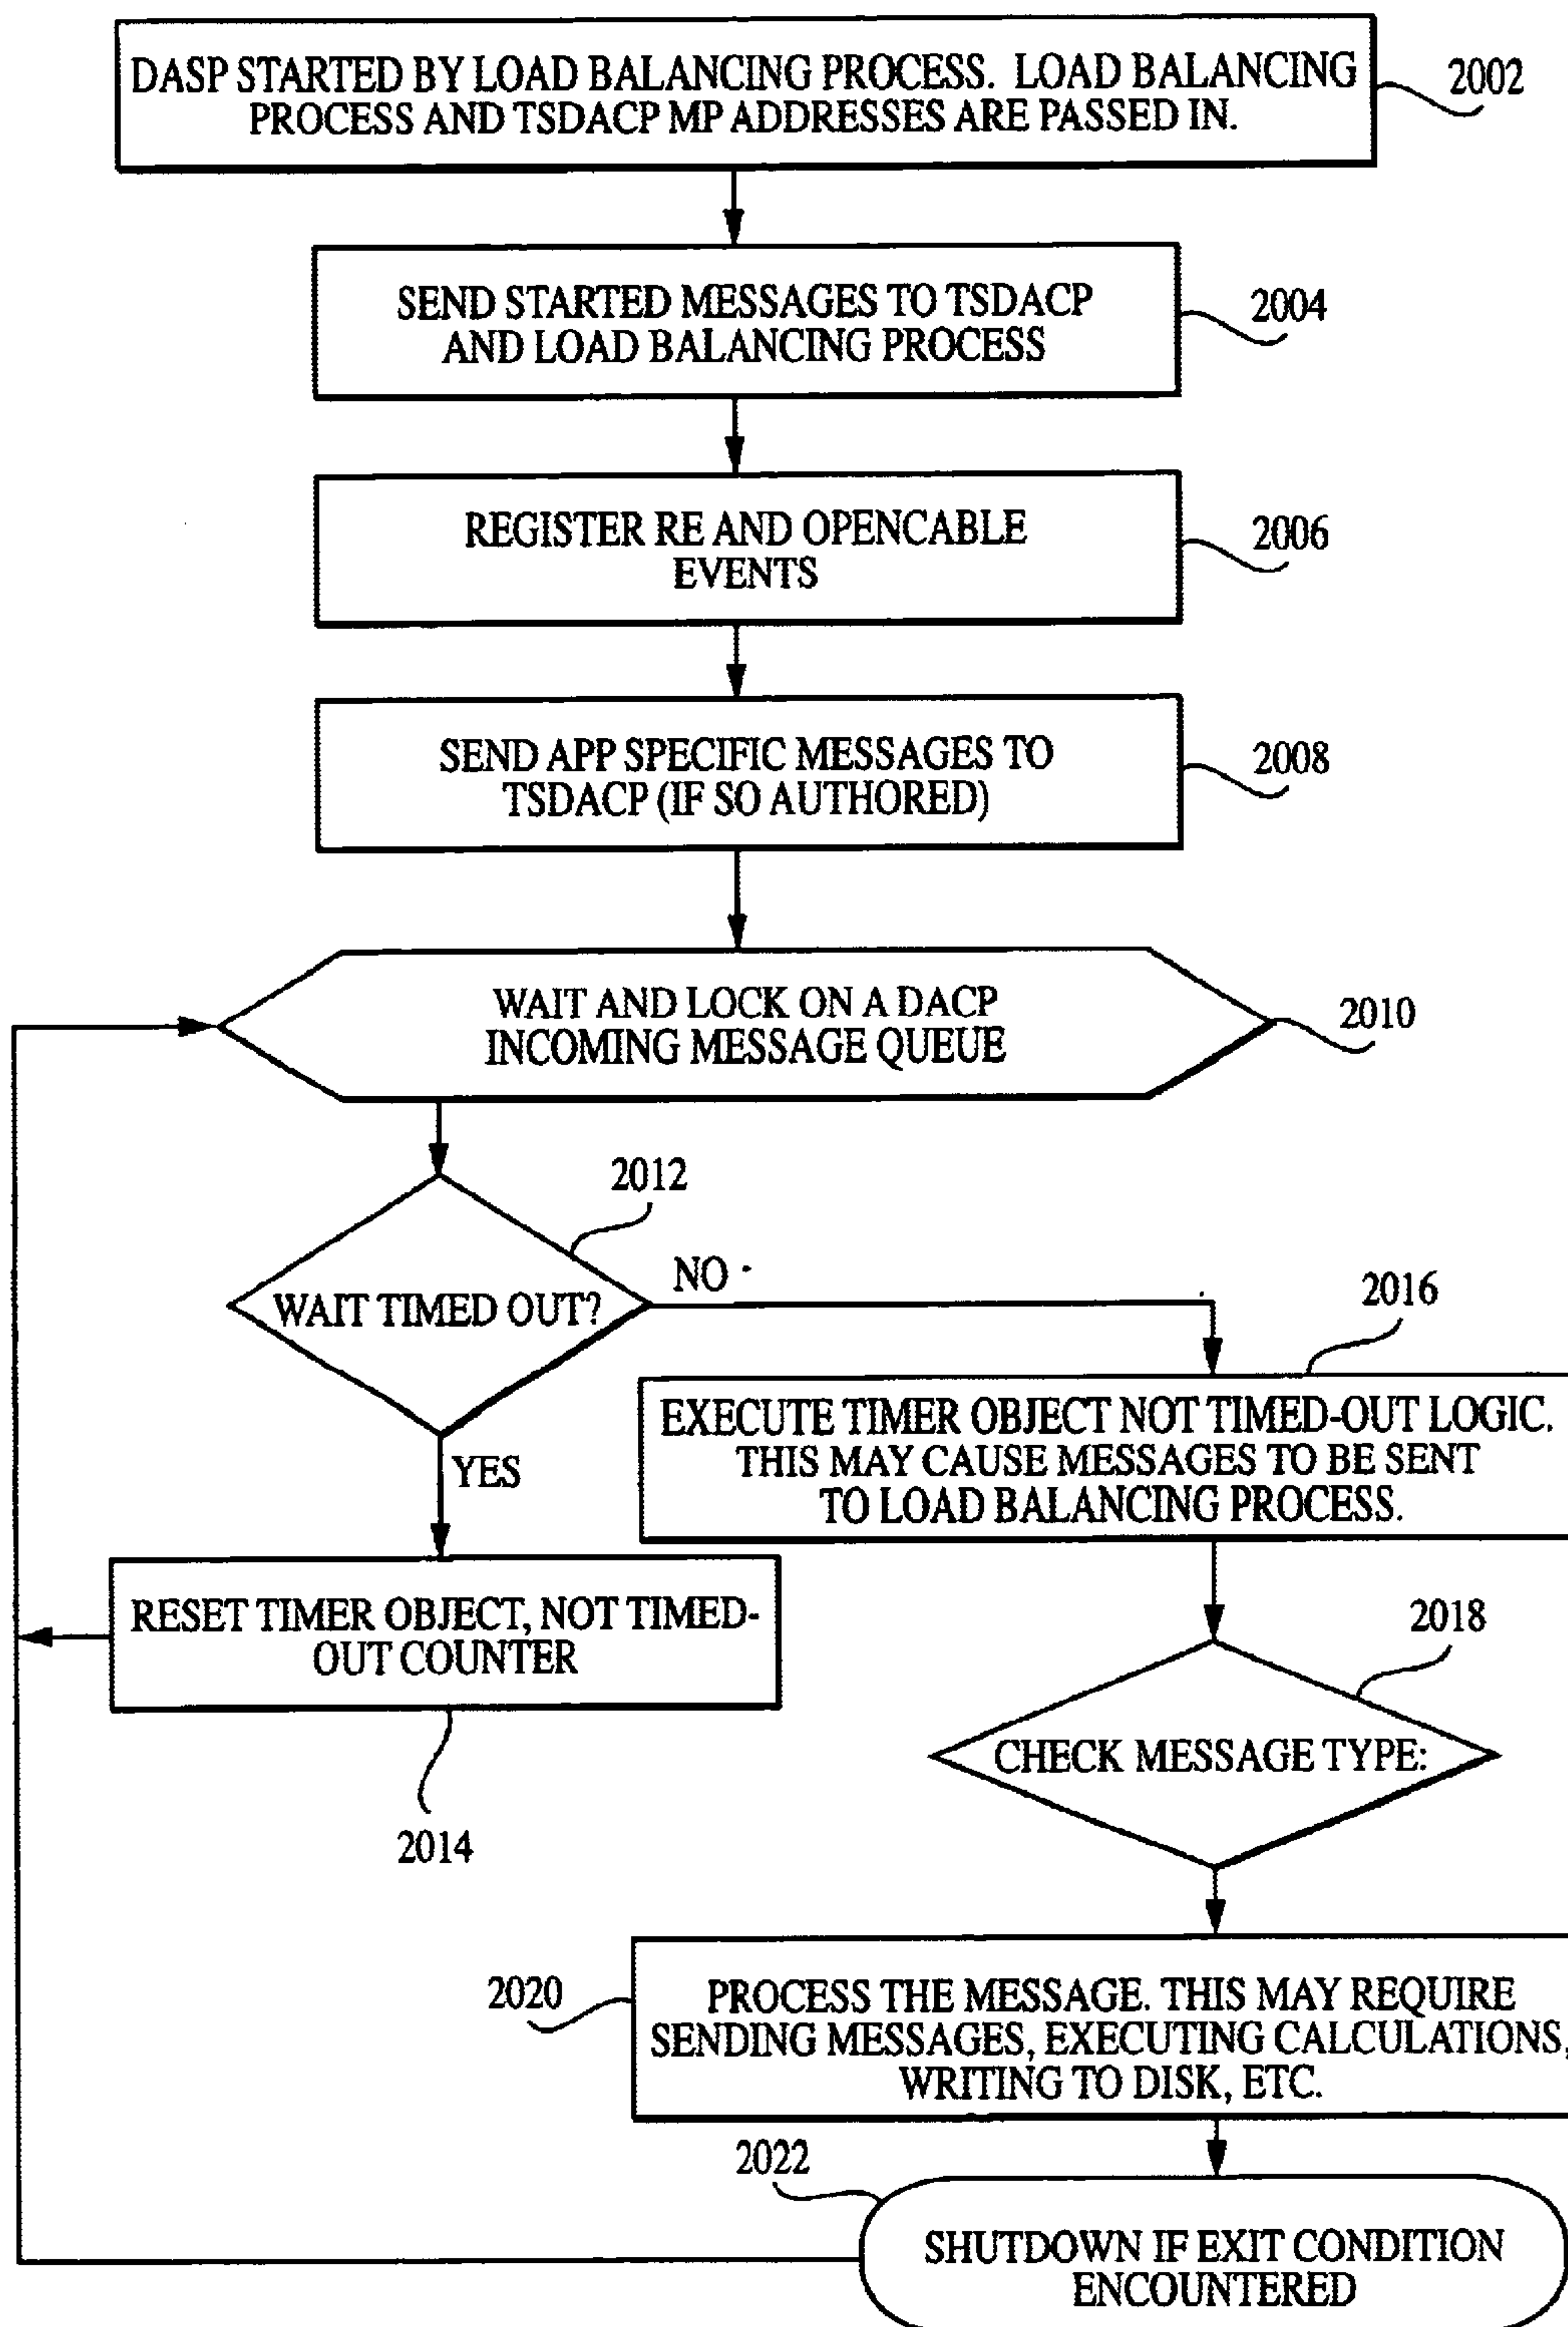 DASP STARTED BY LOAD BALANCING PROCESS. LOAD BALANCING
PROCESS AND TSDACP MP ADDRESSES ARE PASSED IN.
2002
SEND STARTED MESSAGES TO TSDACP
AND LOAD BALANCING PROCESS
2004
REGISTER RE AND OPENCABLE
EVENTS
2006
SEND APP SPECIFIC MESSAGES TO
TSDACP (IF SO AUTHORED)
2008
WAIT AND LOCK ON A DACP
INCOMING MESSAGE QUEUE
2010
2012
WAIT TIMED OUT?
NO
YES
2016
EXECUTE TIMER OBJECT NOT TIMED-OUT LOGIC.
THIS MAY CAUSE MESSAGES TO BE SENT
TO LOAD BALANCING PROCESS.
RESET TIMER OBJECT, NOT TIMED-
OUT COUNTER
2014
2018
CHECK MESSAGE TYPE:
2020
PROCESS THE MESSAGE. THIS MAY REQUIRE
SENDING MESSAGES, EXECUTING CALCULATIONS,
WRITING TO DISK, ETC.
2022
SHUTDOWN IF EXIT CONDITION
ENCOUNTERED